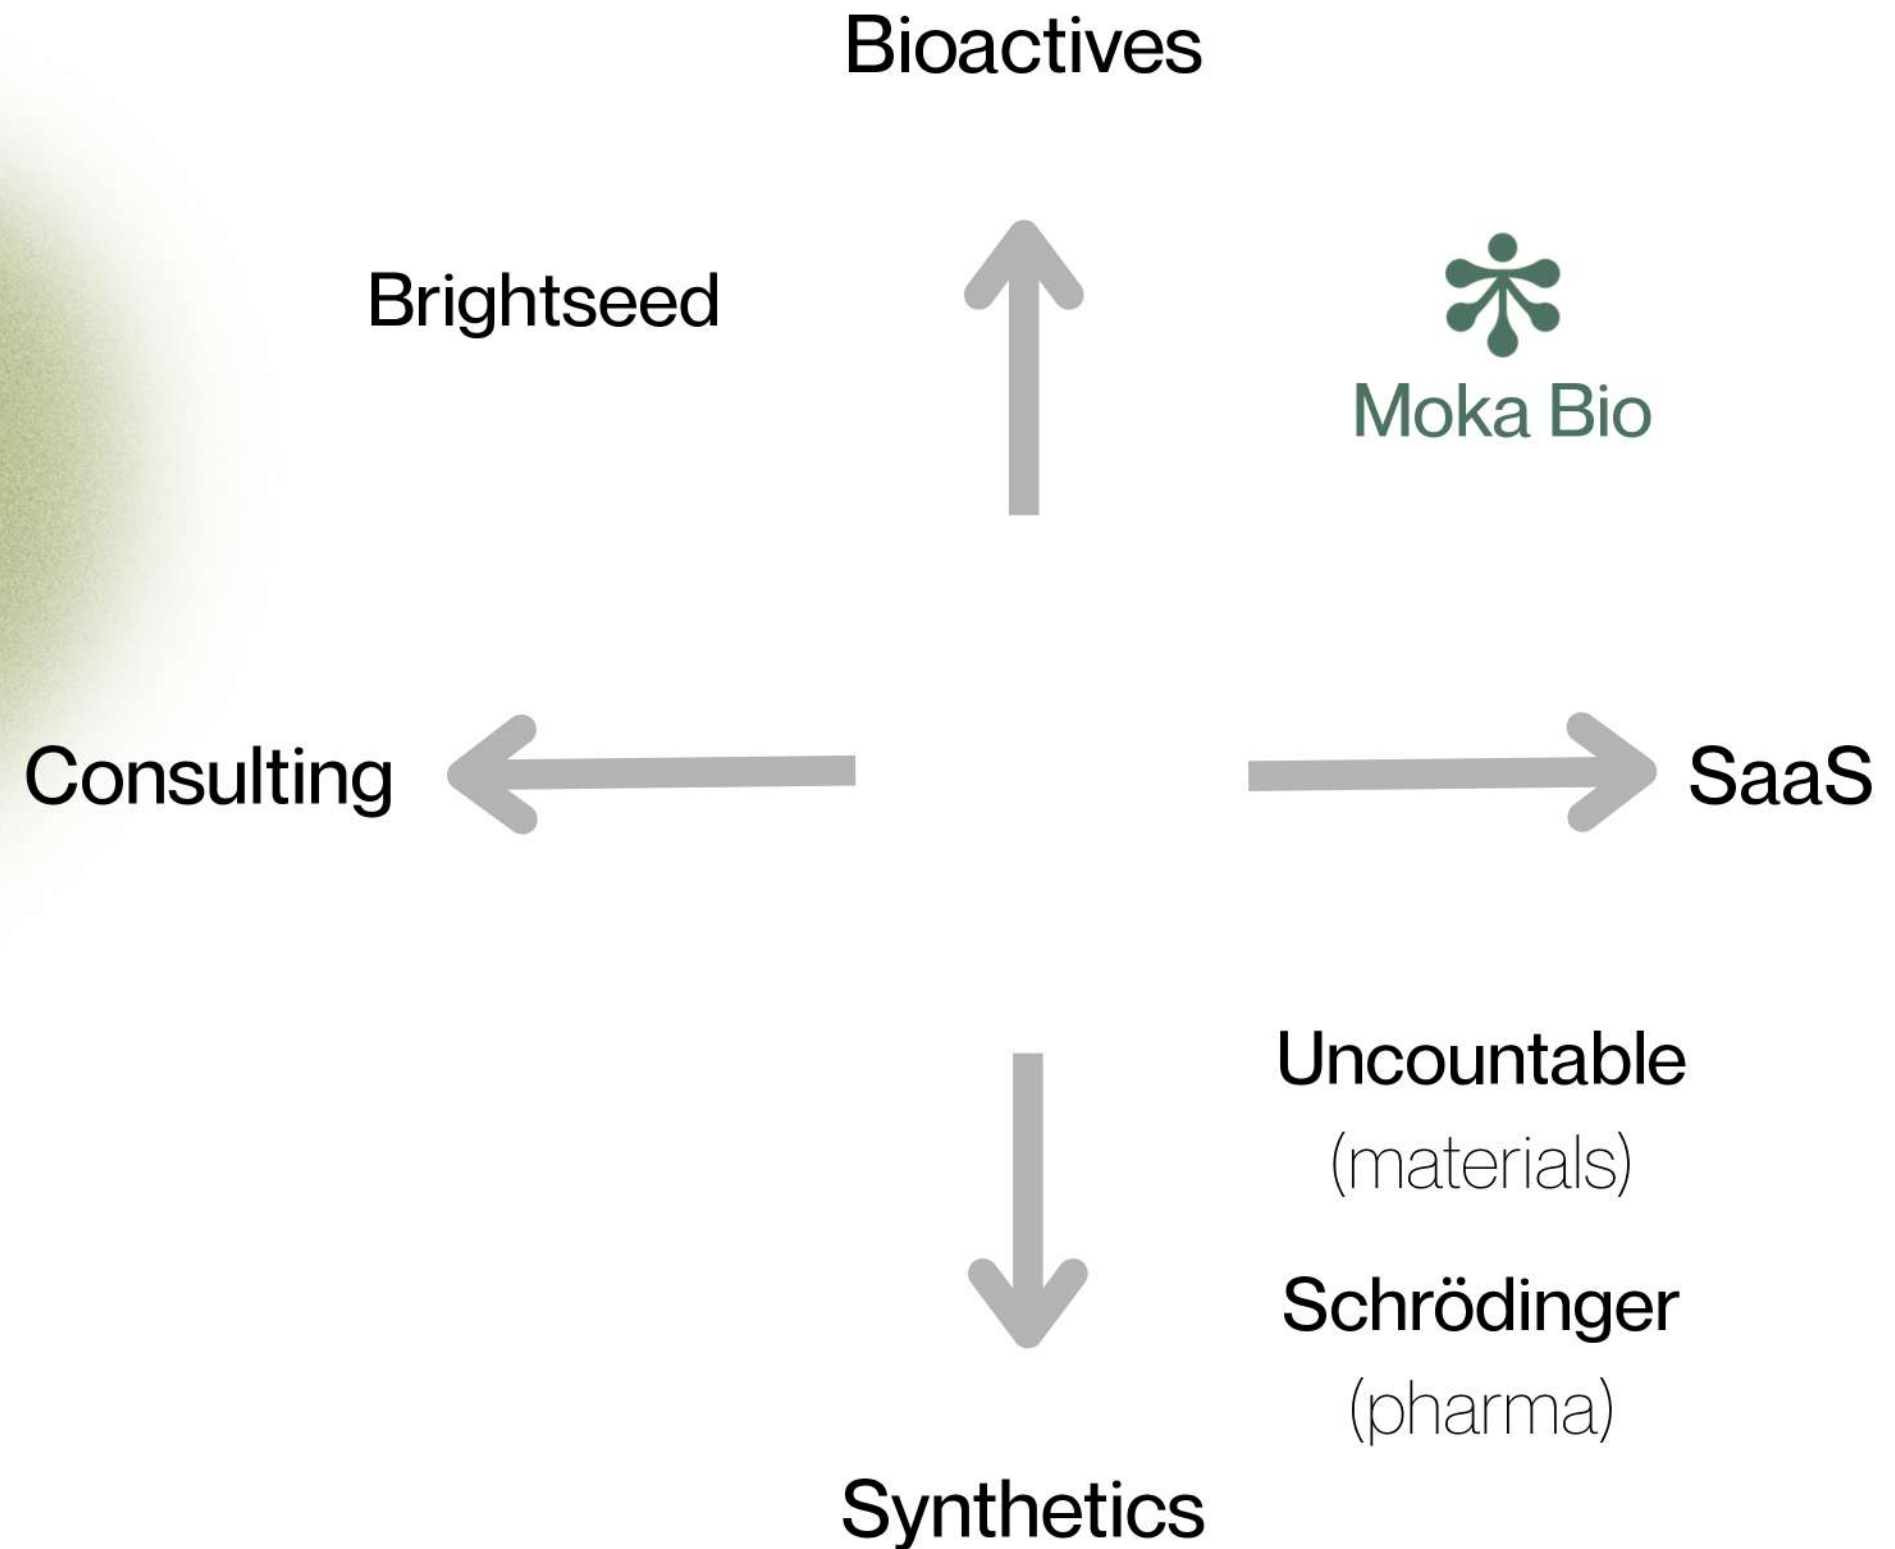 Bioactives
Brightseed
Moka Bio
Consulting
SaaS
Uncountable
(materials)
Schrödinger
(pharma)
Synthetics